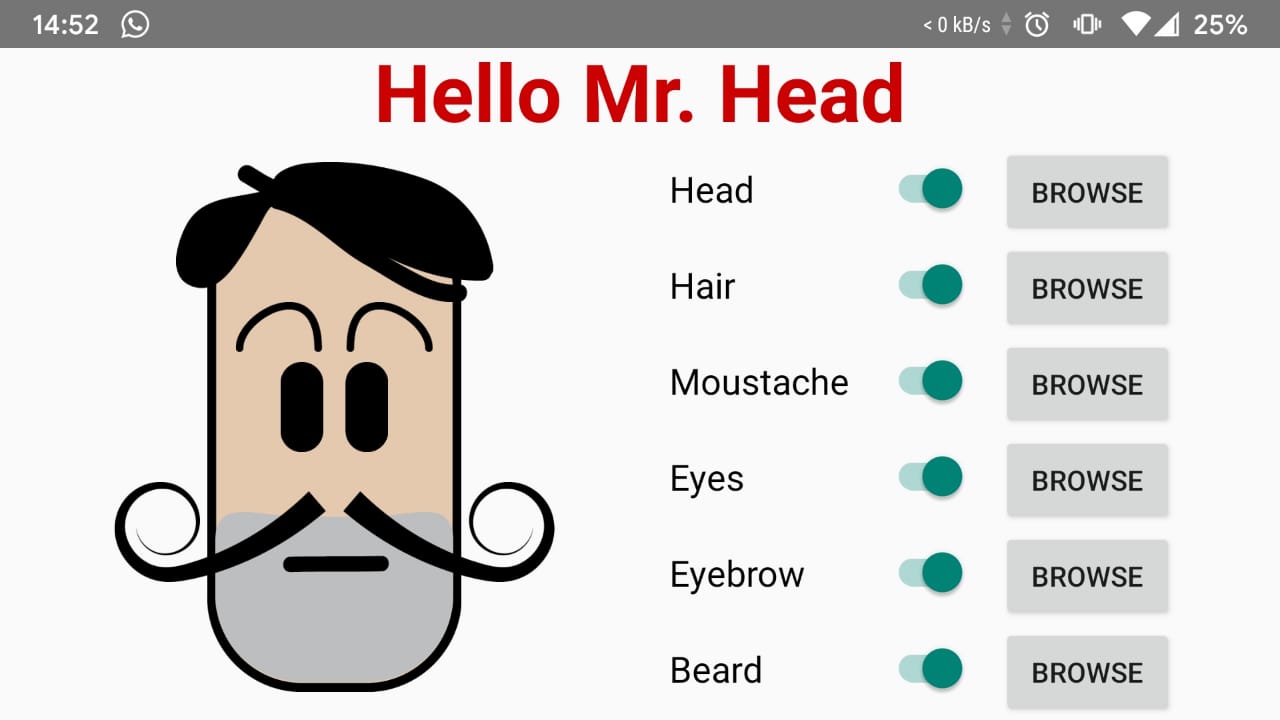 14:52 < 0 kB/s 25%
Hello Mr. Head
Head BROWSE
Hair BROWSE
Moustache BROWSE
Eyes BROWSE
Eyebrow BROWSE
Beard BROWSE